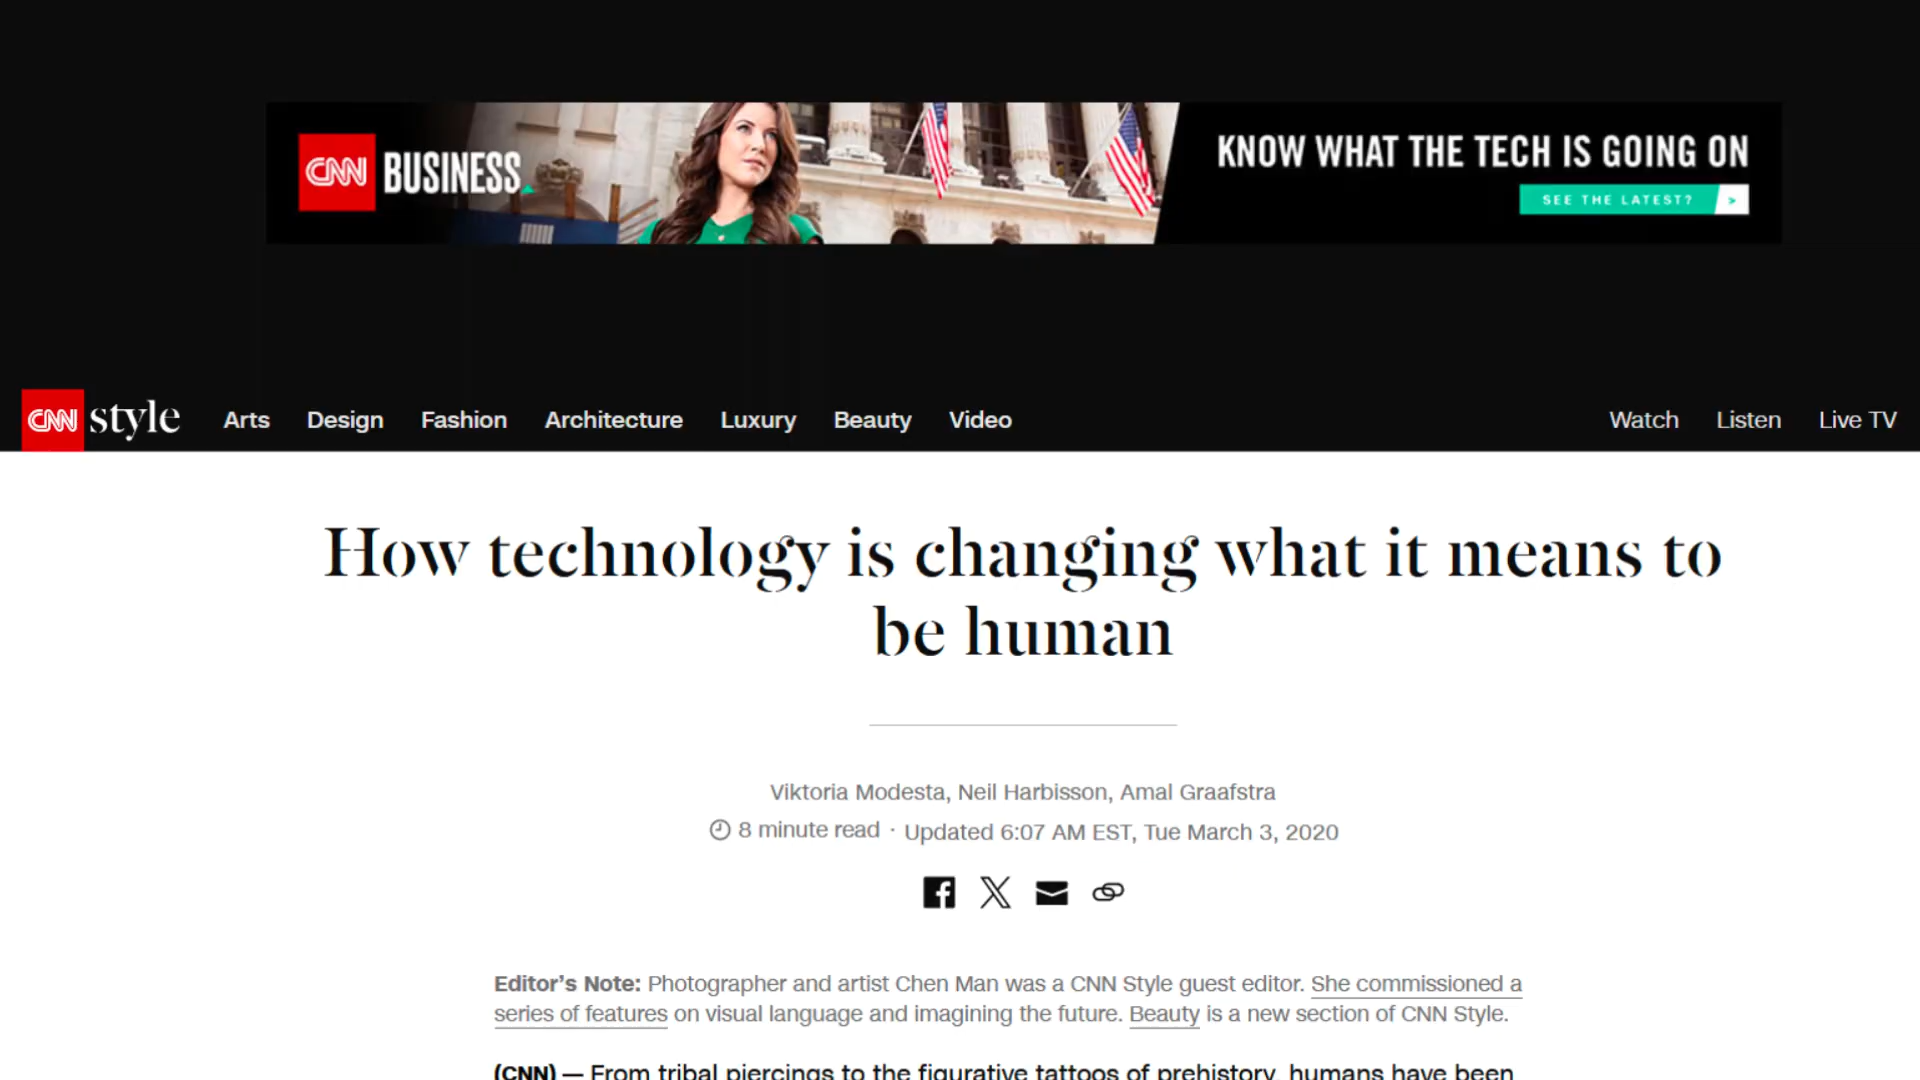 CNN BUSINESS
KNOW WHAT THE TECH IS GOING ON
SEE THE LATEST? >
CNN style Arts Design Fashion Architecture Luxury Beauty Video Watch Listen Live TV
How technology is changing what it means to
be human
Viktoria Modesta, Neil Harbisson, Amal Graafstra
8 minute read · Updated 6:07 AM EST, Tue March 3, 2020
Editor’s Note: Photographer and artist Chen Man was a CNN Style guest editor. She commissioned a
series of features on visual language and imagining the future. Beauty is a new section of CNN Style.
(CNN) — From tribal piercings to the figurative tattoos of prehistory, humans have been